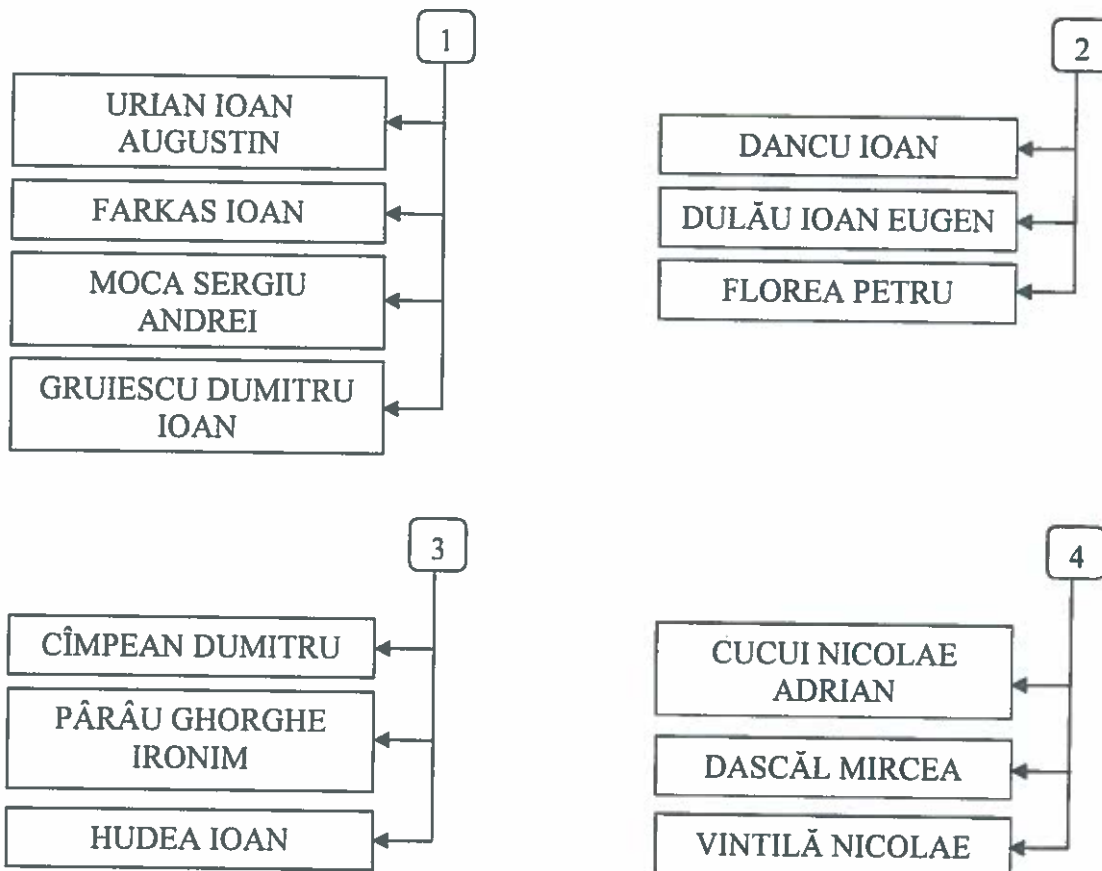 1
URIAN IOAN
AUGUSTIN
FARKAS IOAN
MOCA SERGIU
ANDREI
GRUIESCU DUMITRU
IOAN
2
DANCU IOAN
DULĂU IOAN EUGEN
FLOREA PETRU
3
CÎMPEAN DUMITRU
PÂRÂU GHORGHE
IRONIM
HUDEA IOAN
4
CUCUI NICOLAE
ADRIAN
DASCĂL MIRCEA
VINTILĂ NICOLAE